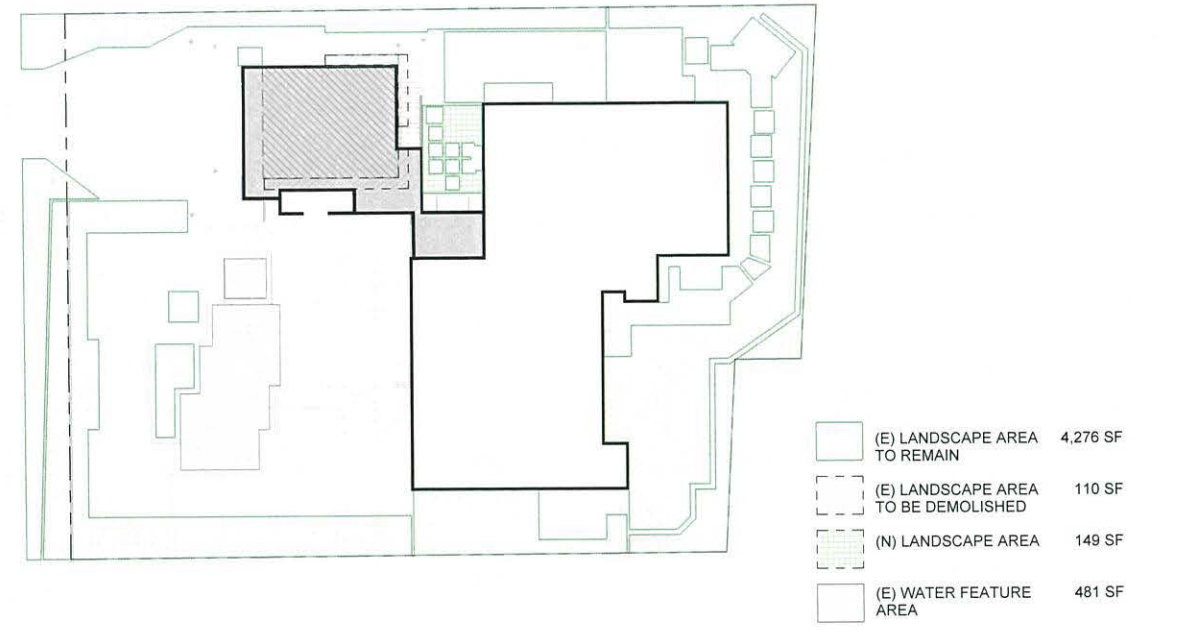 (E) LANDSCAPE AREA 4,276 SF
TO REMAIN
(E) LANDSCAPE AREA 110 SF
TO BE DEMOLISHED
(N) LANDSCAPE AREA 149 SF
(E) WATER FEATURE 481 SF
AREA